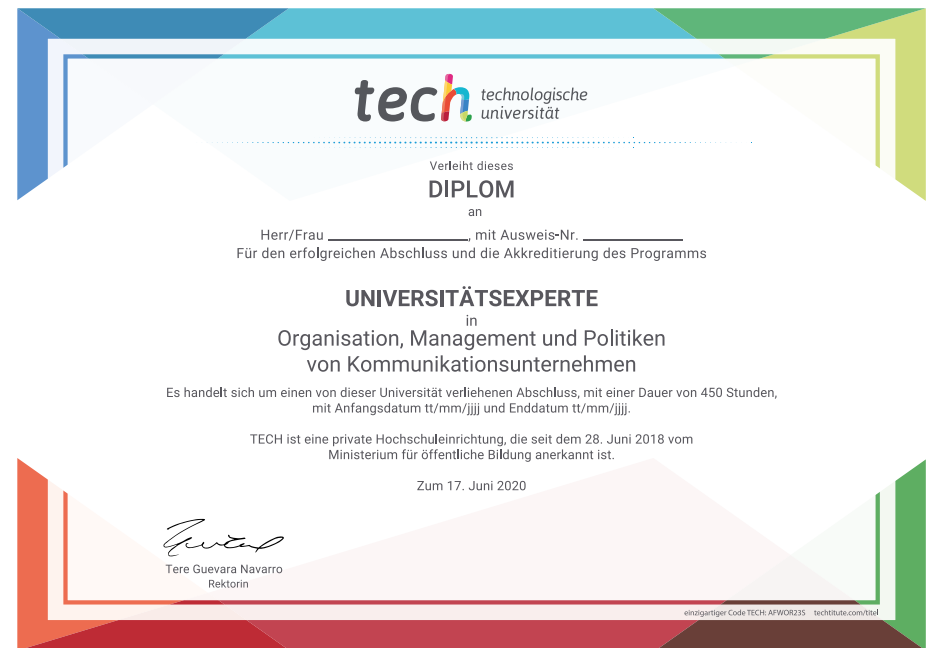 tech technologische
universität
Verleiht dieses
DIPLOM
an
Herr/Frau __________________, mit Ausweis-Nr. _____________
Für den erfolgreichen Abschluss und die Akkreditierung des Programms
UNIVERSITÄTSEXPERTE
in
Organisation, Management und Politiken
von Kommunikationsunternehmen
Es handelt sich um einen von dieser Universität verliehenen Abschluss, mit einer Dauer von 450 Stunden,
mit Anfangsdatum tt/mm/jjjj und Enddatum tt/mm/jjjj.
TECH ist eine private Hochschuleinrichtung, die seit dem 28. Juni 2018 vom
Ministerium für öffentliche Bildung anerkannt ist.
Zum 17. Juni 2020
Tere Guevara Navarro
Rektorin
einzigartiger Code TECH: AFWOR235 techtitute.com/titel